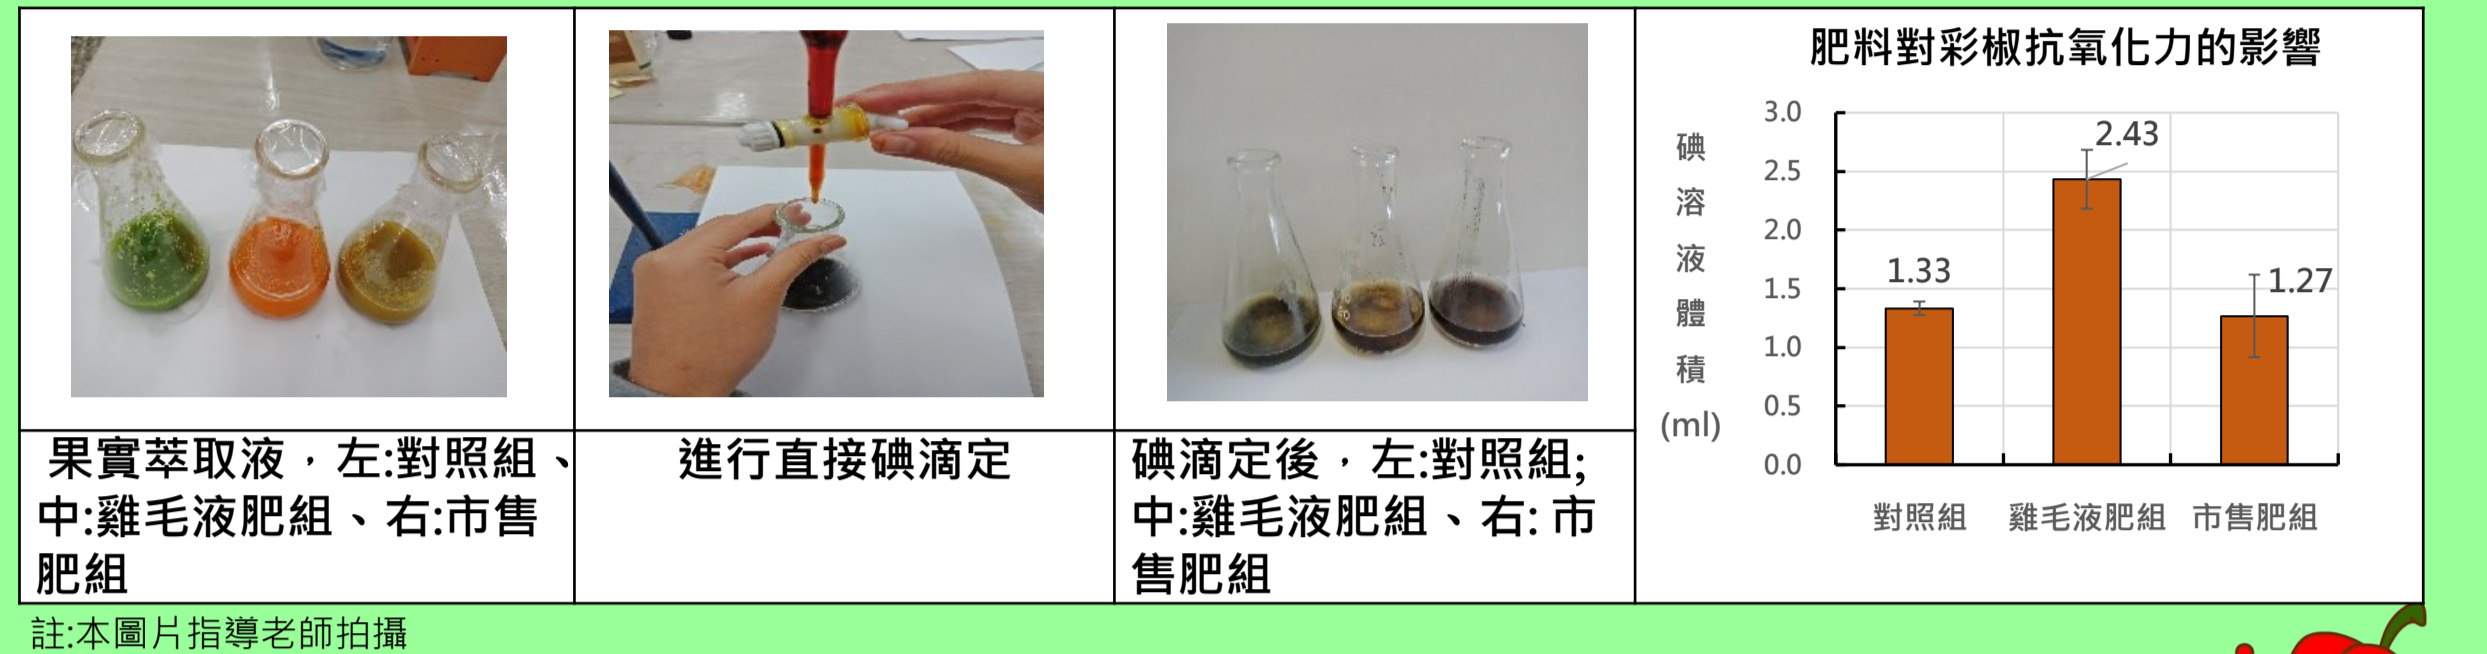 果實萃取液，左:對照組、
中:雞毛液肥組、右:市售
肥組
進行直接碘滴定
碘滴定後，左:對照組;
中:雞毛液肥組、右: 市
售肥組
肥料對彩椒抗氧化力的影響
碘
溶
液
體
積
(ml)
3.0
2.5
2.0
1.5
1.0
0.5
0.0
1.33
2.43
1.27
對照組
雞毛液肥組
市售肥組
註:本圖片指導老師拍攝